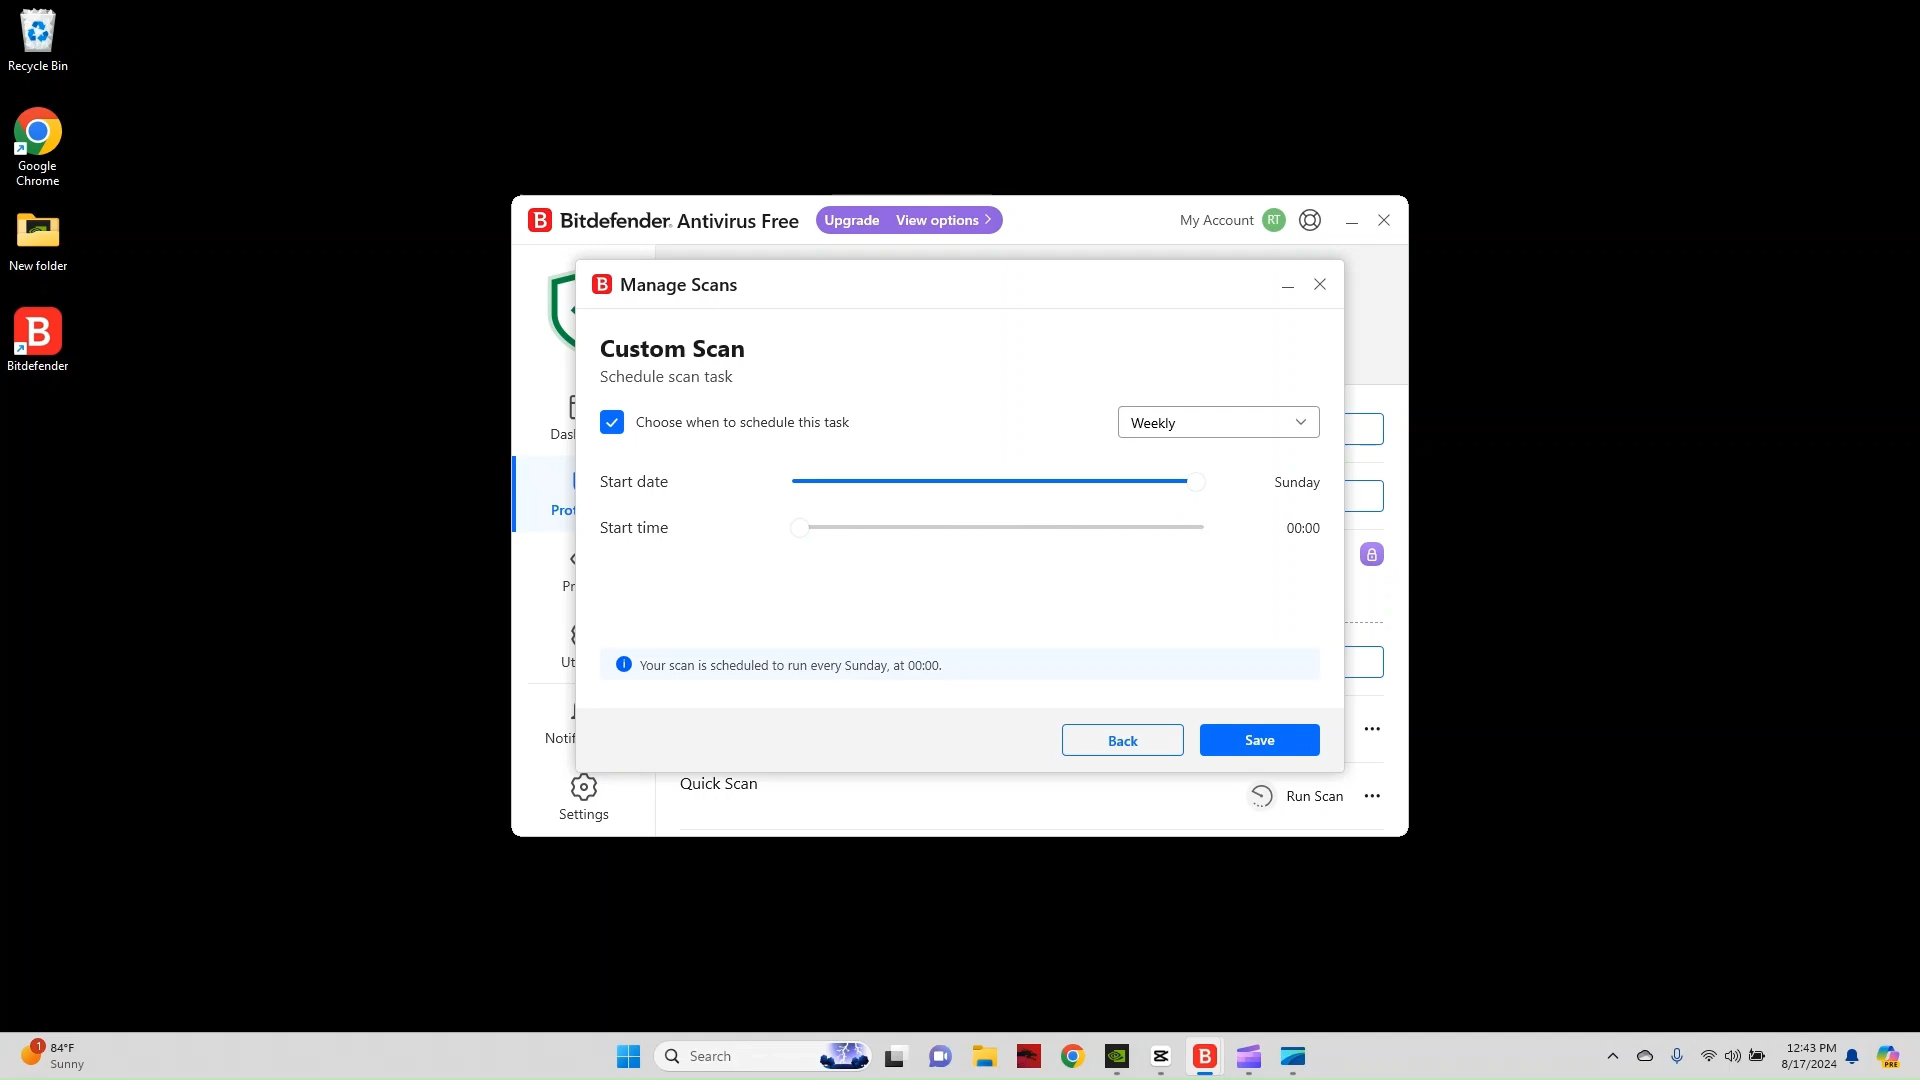 Recycle Bin
Google
Chrome
New folder
B
Bitdefender
B Bitdefender Antivirus Free
Upgrade View options
My Account RT
B Manage Scans
Custom Scan
Schedule scan task
Choose when to schedule this task
Weekly
Start date
Sunday
Start time
00:00
Your scan is scheduled to run every Sunday, at 00:00.
Back
Save
Das
Prot
Pr
Ut
Notif
Settings
Quick Scan
Run Scan
1
84°F
Sunny
Search
B
12:43 PM
8/17/2024
PRE